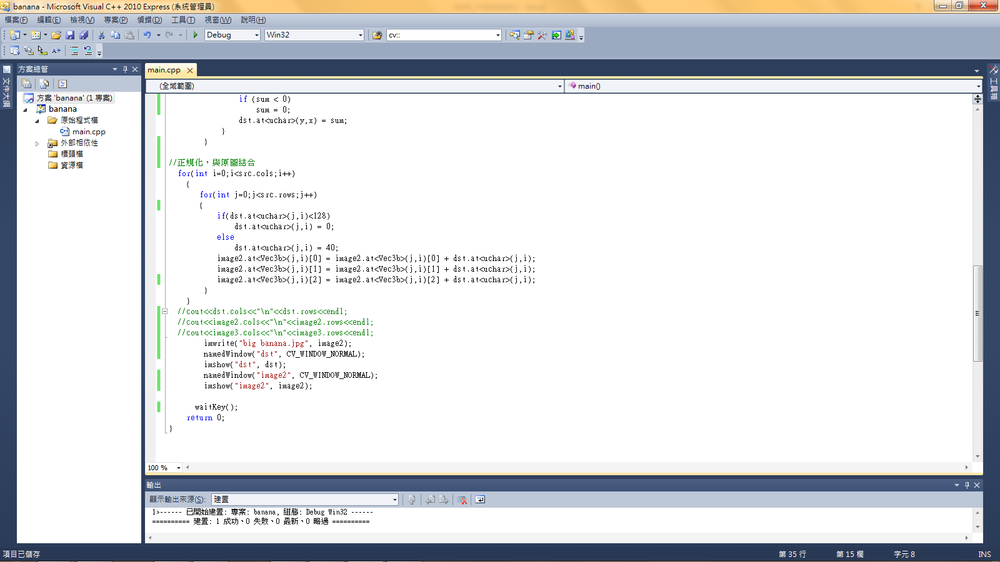 banana - Microsoft Visual C++ 2010 Express (系統管理員)
檔案(F) 編輯(E) 檢視(V) 專案(P) 偵錯(D) 工具(T) 視窗(W) 說明(H)
Debug Win32 cv::
文件大綱
方案總管
方案 'banana' (1 專案)
banana
原始程式檔
main.cpp
外部相依性
標頭檔
資源檔
main.cpp
(全域範圍) main()
if (sum < 0)
sum = 0;
dst.at<uchar>(y,x) = sum;
}
}
//正規化，與原圖結合
for(int i=0;i<src.cols;i++)
{
for(int j=0;j<src.rows;j++)
{
if(dst.at<uchar>(j,i)<128)
dst.at<uchar>(j,i) = 0;
else
dst.at<uchar>(j,i) = 40;
image2.at<Vec3b>(j,i)[0] = image2.at<Vec3b>(j,i)[0] + dst.at<uchar>(j,i);
image2.at<Vec3b>(j,i)[1] = image2.at<Vec3b>(j,i)[1] + dst.at<uchar>(j,i);
image2.at<Vec3b>(j,i)[2] = image2.at<Vec3b>(j,i)[2] + dst.at<uchar>(j,i);
}
}
//cout<<dst.cols<<"\n"<<dst.rows<<endl;
//cout<<image2.cols<<"\n"<<image2.rows<<endl;
//cout<<image3.cols<<"\n"<<image3.rows<<endl;
imwrite("big banana.jpg", image2);
namedWindow("dst", CV_WINDOW_NORMAL);
imshow("dst", dst);
namedWindow("image2", CV_WINDOW_NORMAL);
imshow("image2", image2);
waitKey();
return 0;
}
100 %
工具箱
輸出
顯示輸出來源(S): 建置
1>------ 已開始建置: 專案: banana, 組態: Debug Win32 ------
========== 建置: 1 成功、0 失敗、0 最新、0 略過 ==========
項目已儲存 第 35 行 第 15 欄 字元 8 INS